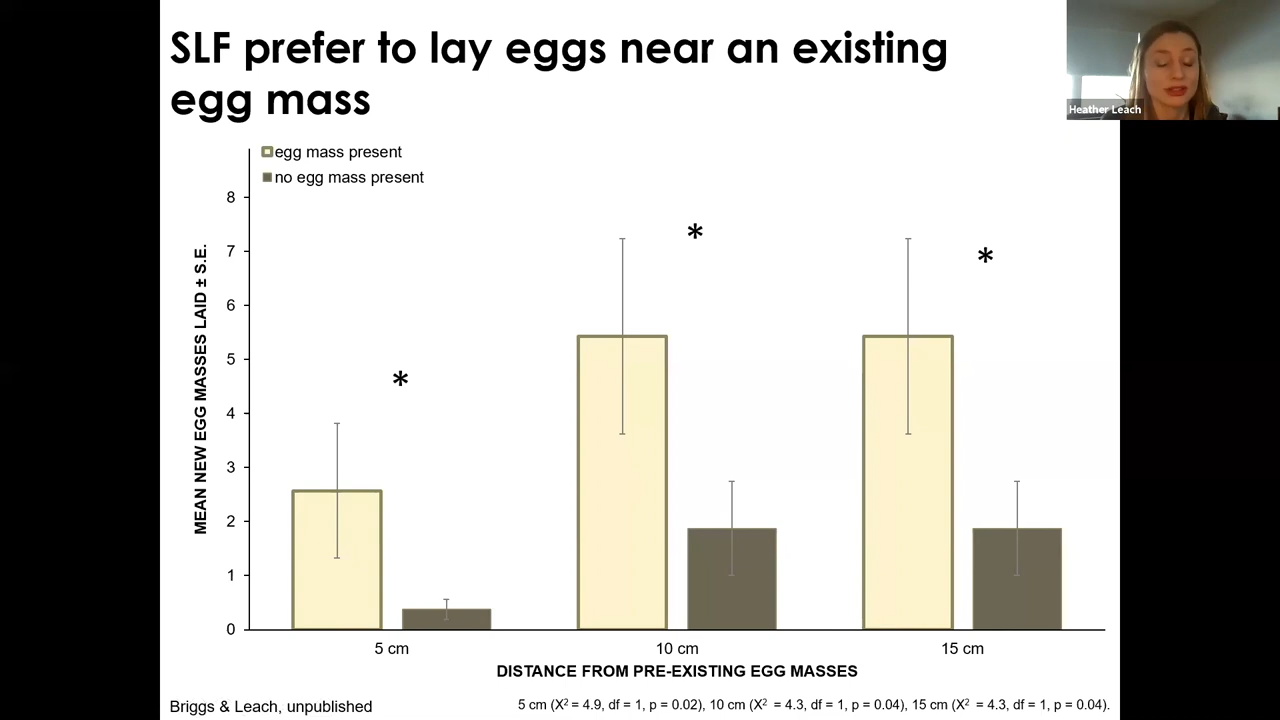 SLF prefer to lay eggs near an existing
egg mass
Heather Leach
egg mass present
no egg mass present
8
7
6
5
4
3
2
1
0
MEAN NEW EGG MASSES LAID ± S.E.
*
*
*
5 cm
10 cm
15 cm
DISTANCE FROM PRE-EXISTING EGG MASSES
Briggs & Leach, unpublished
5 cm (X² = 4.9, df = 1, p = 0.02), 10 cm (X² = 4.3, df = 1, p = 0.04), 15 cm (X² = 4.3, df = 1, p = 0.04).